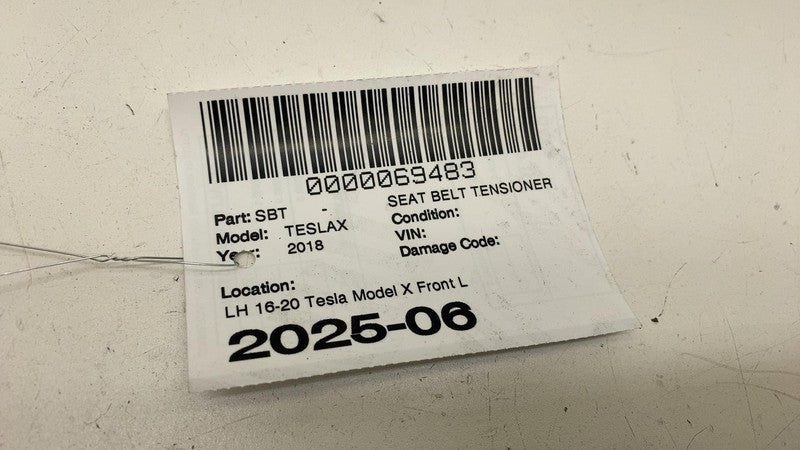 0000069483
Part: SBT - SEAT BELT TENSIONER
Model: TESLAX Condition:
Year: 2018 VIN:
Damage Code:
Location:
LH 16-20 Tesla Model X Front L
2025-06